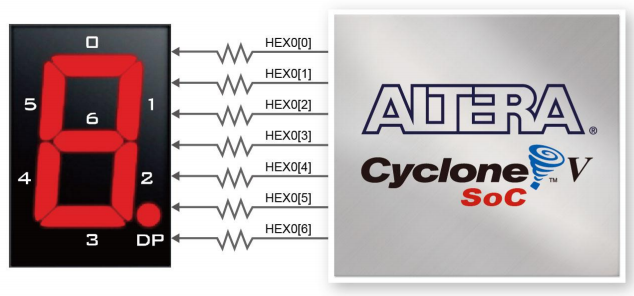 0
5
1
6
4
2
3
DP
HEX0[0]
HEX0[1]
HEX0[2]
HEX0[3]
HEX0[4]
HEX0[5]
HEX0[6]
ALTERA®
Cyclone™ V
SoC